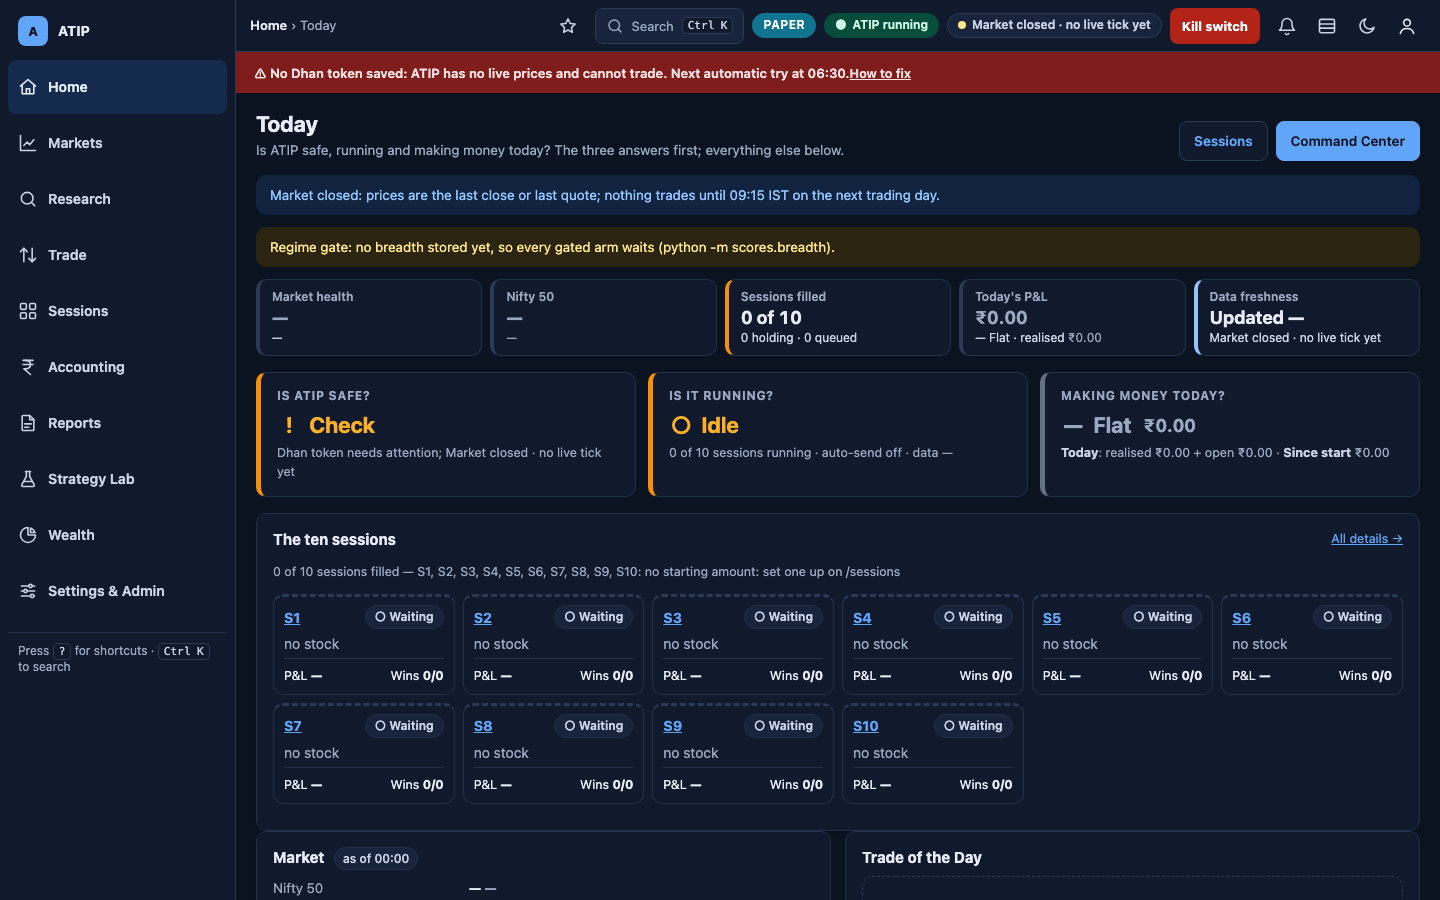 A ATIP
Home › Today
Search Ctrl K
PAPER
ATIP running
Market closed · no live tick yet
Kill switch
Home
Markets
Research
Trade
Sessions
Accounting
Reports
Strategy Lab
Wealth
Settings & Admin
Press ? for shortcuts · Ctrl K
to search
⚠ No Dhan token saved: ATIP has no live prices and cannot trade. Next automatic try at 06:30.How to fix
Today
Is ATIP safe, running and making money today? The three answers first; everything else below.
Sessions
Command Center
Market closed: prices are the last close or last quote; nothing trades until 09:15 IST on the next trading day.
Regime gate: no breadth stored yet, so every gated arm waits (python -m scores.breadth).
Market health
—
—
Nifty 50
—
—
Sessions filled
0 of 10
0 holding · 0 queued
Today's P&L
₹0.00
— Flat · realised ₹0.00
Data freshness
Updated —
Market closed · no live tick yet
IS ATIP SAFE?
! Check
Dhan token needs attention; Market closed · no live tick
yet
IS IT RUNNING?
Idle
0 of 10 sessions running · auto-send off · data —
MAKING MONEY TODAY?
— Flat ₹0.00
Today: realised ₹0.00 + open ₹0.00 · Since start ₹0.00
The ten sessions
All details →
0 of 10 sessions filled — S1, S2, S3, S4, S5, S6, S7, S8, S9, S10: no starting amount: set one up on /sessions
S1 Waiting
no stock
P&L — Wins 0/0
S2 Waiting
no stock
P&L — Wins 0/0
S3 Waiting
no stock
P&L — Wins 0/0
S4 Waiting
no stock
P&L — Wins 0/0
S5 Waiting
no stock
P&L — Wins 0/0
S6 Waiting
no stock
P&L — Wins 0/0
S7 Waiting
no stock
P&L — Wins 0/0
S8 Waiting
no stock
P&L — Wins 0/0
S9 Waiting
no stock
P&L — Wins 0/0
S10 Waiting
no stock
P&L — Wins 0/0
Market as of 00:00
Nifty 50 — —
Trade of the Day